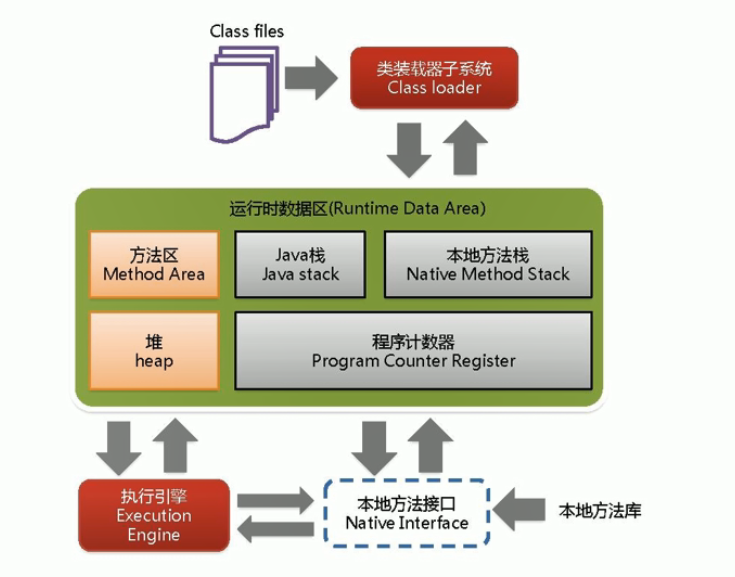 Class files
类装载器子系统
Class loader
运行时数据区(Runtime Data Area)
方法区
Method Area
Java栈
Java stack
本地方法栈
Native Method Stack
堆
heap
程序计数器
Program Counter Register
执行引擎
Execution
Engine
本地方法接口
Native Interface
本地方法库